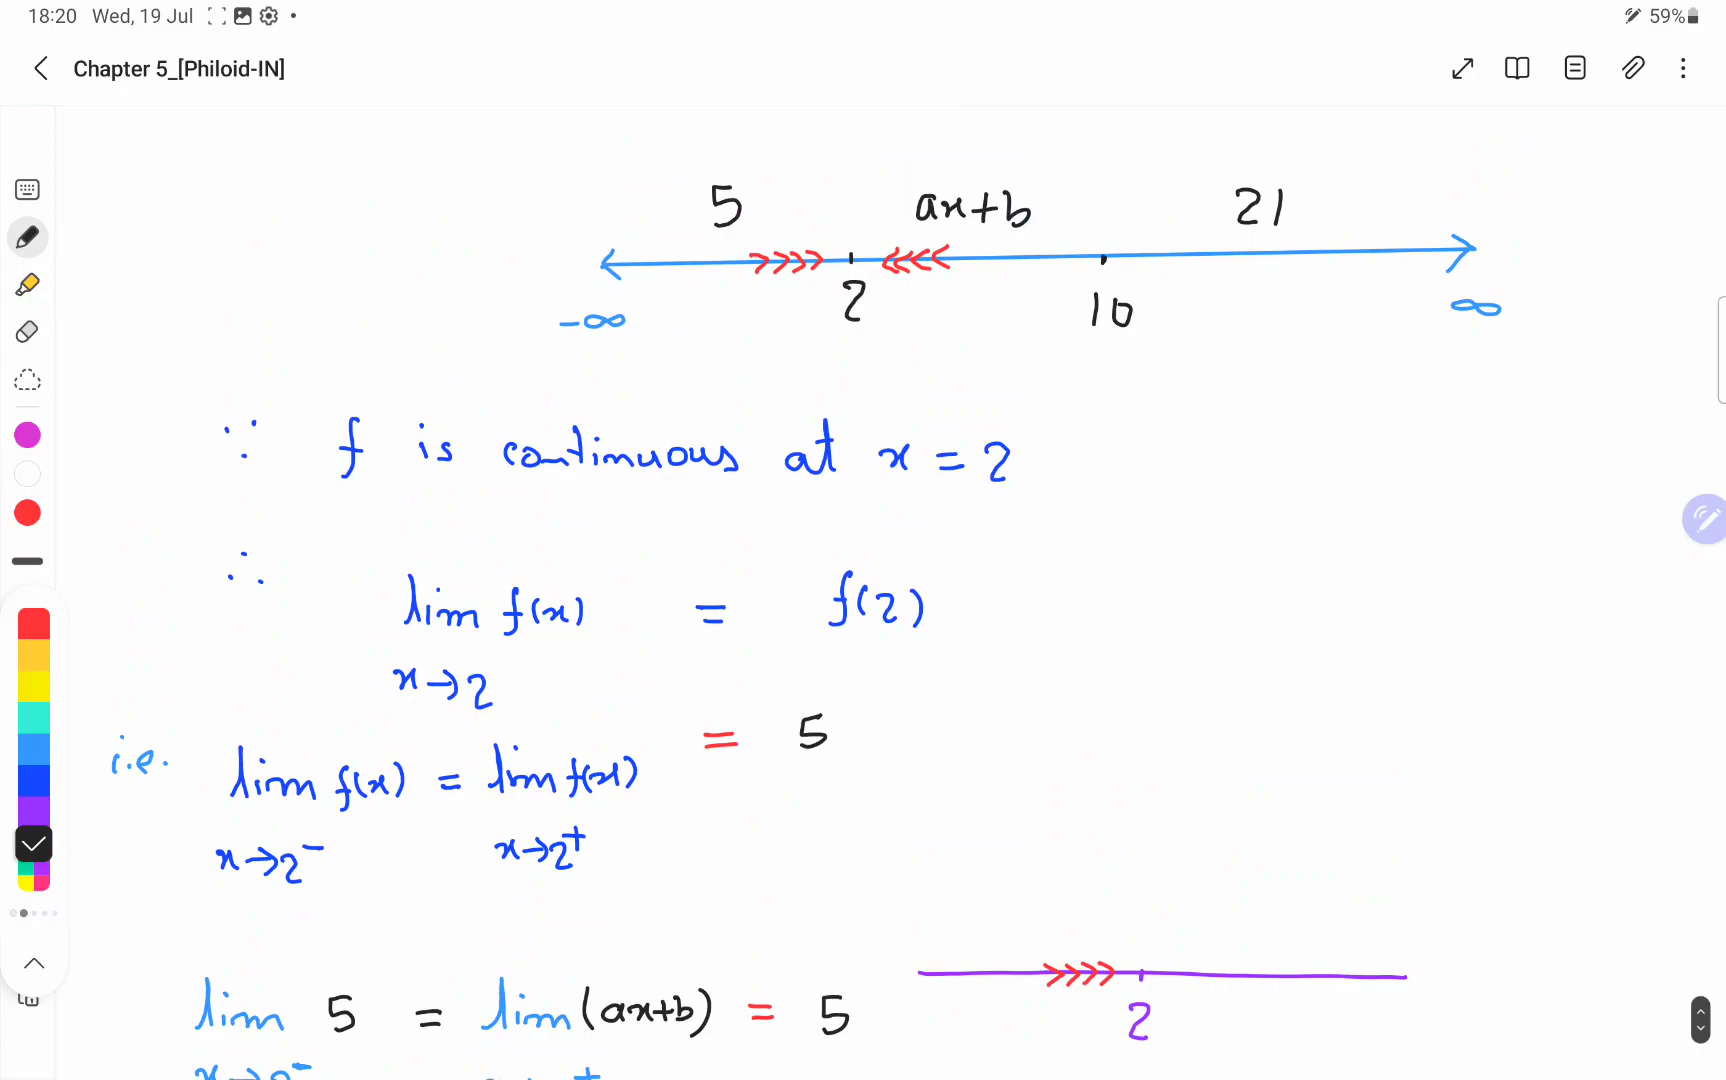 18:20 Wed, 19 Jul 59%
Chapter 5_[Philoid-IN]
5 ax+b 21
2 10
-∞ ∞
∵ f is continuous at x = 2
∴ lim f(x) = f(2)
x→2
= 5
i.e. lim f(x) = lim f(x)
x→2⁻ x→2⁺
lim 5 = lim (ax+b) = 5
2